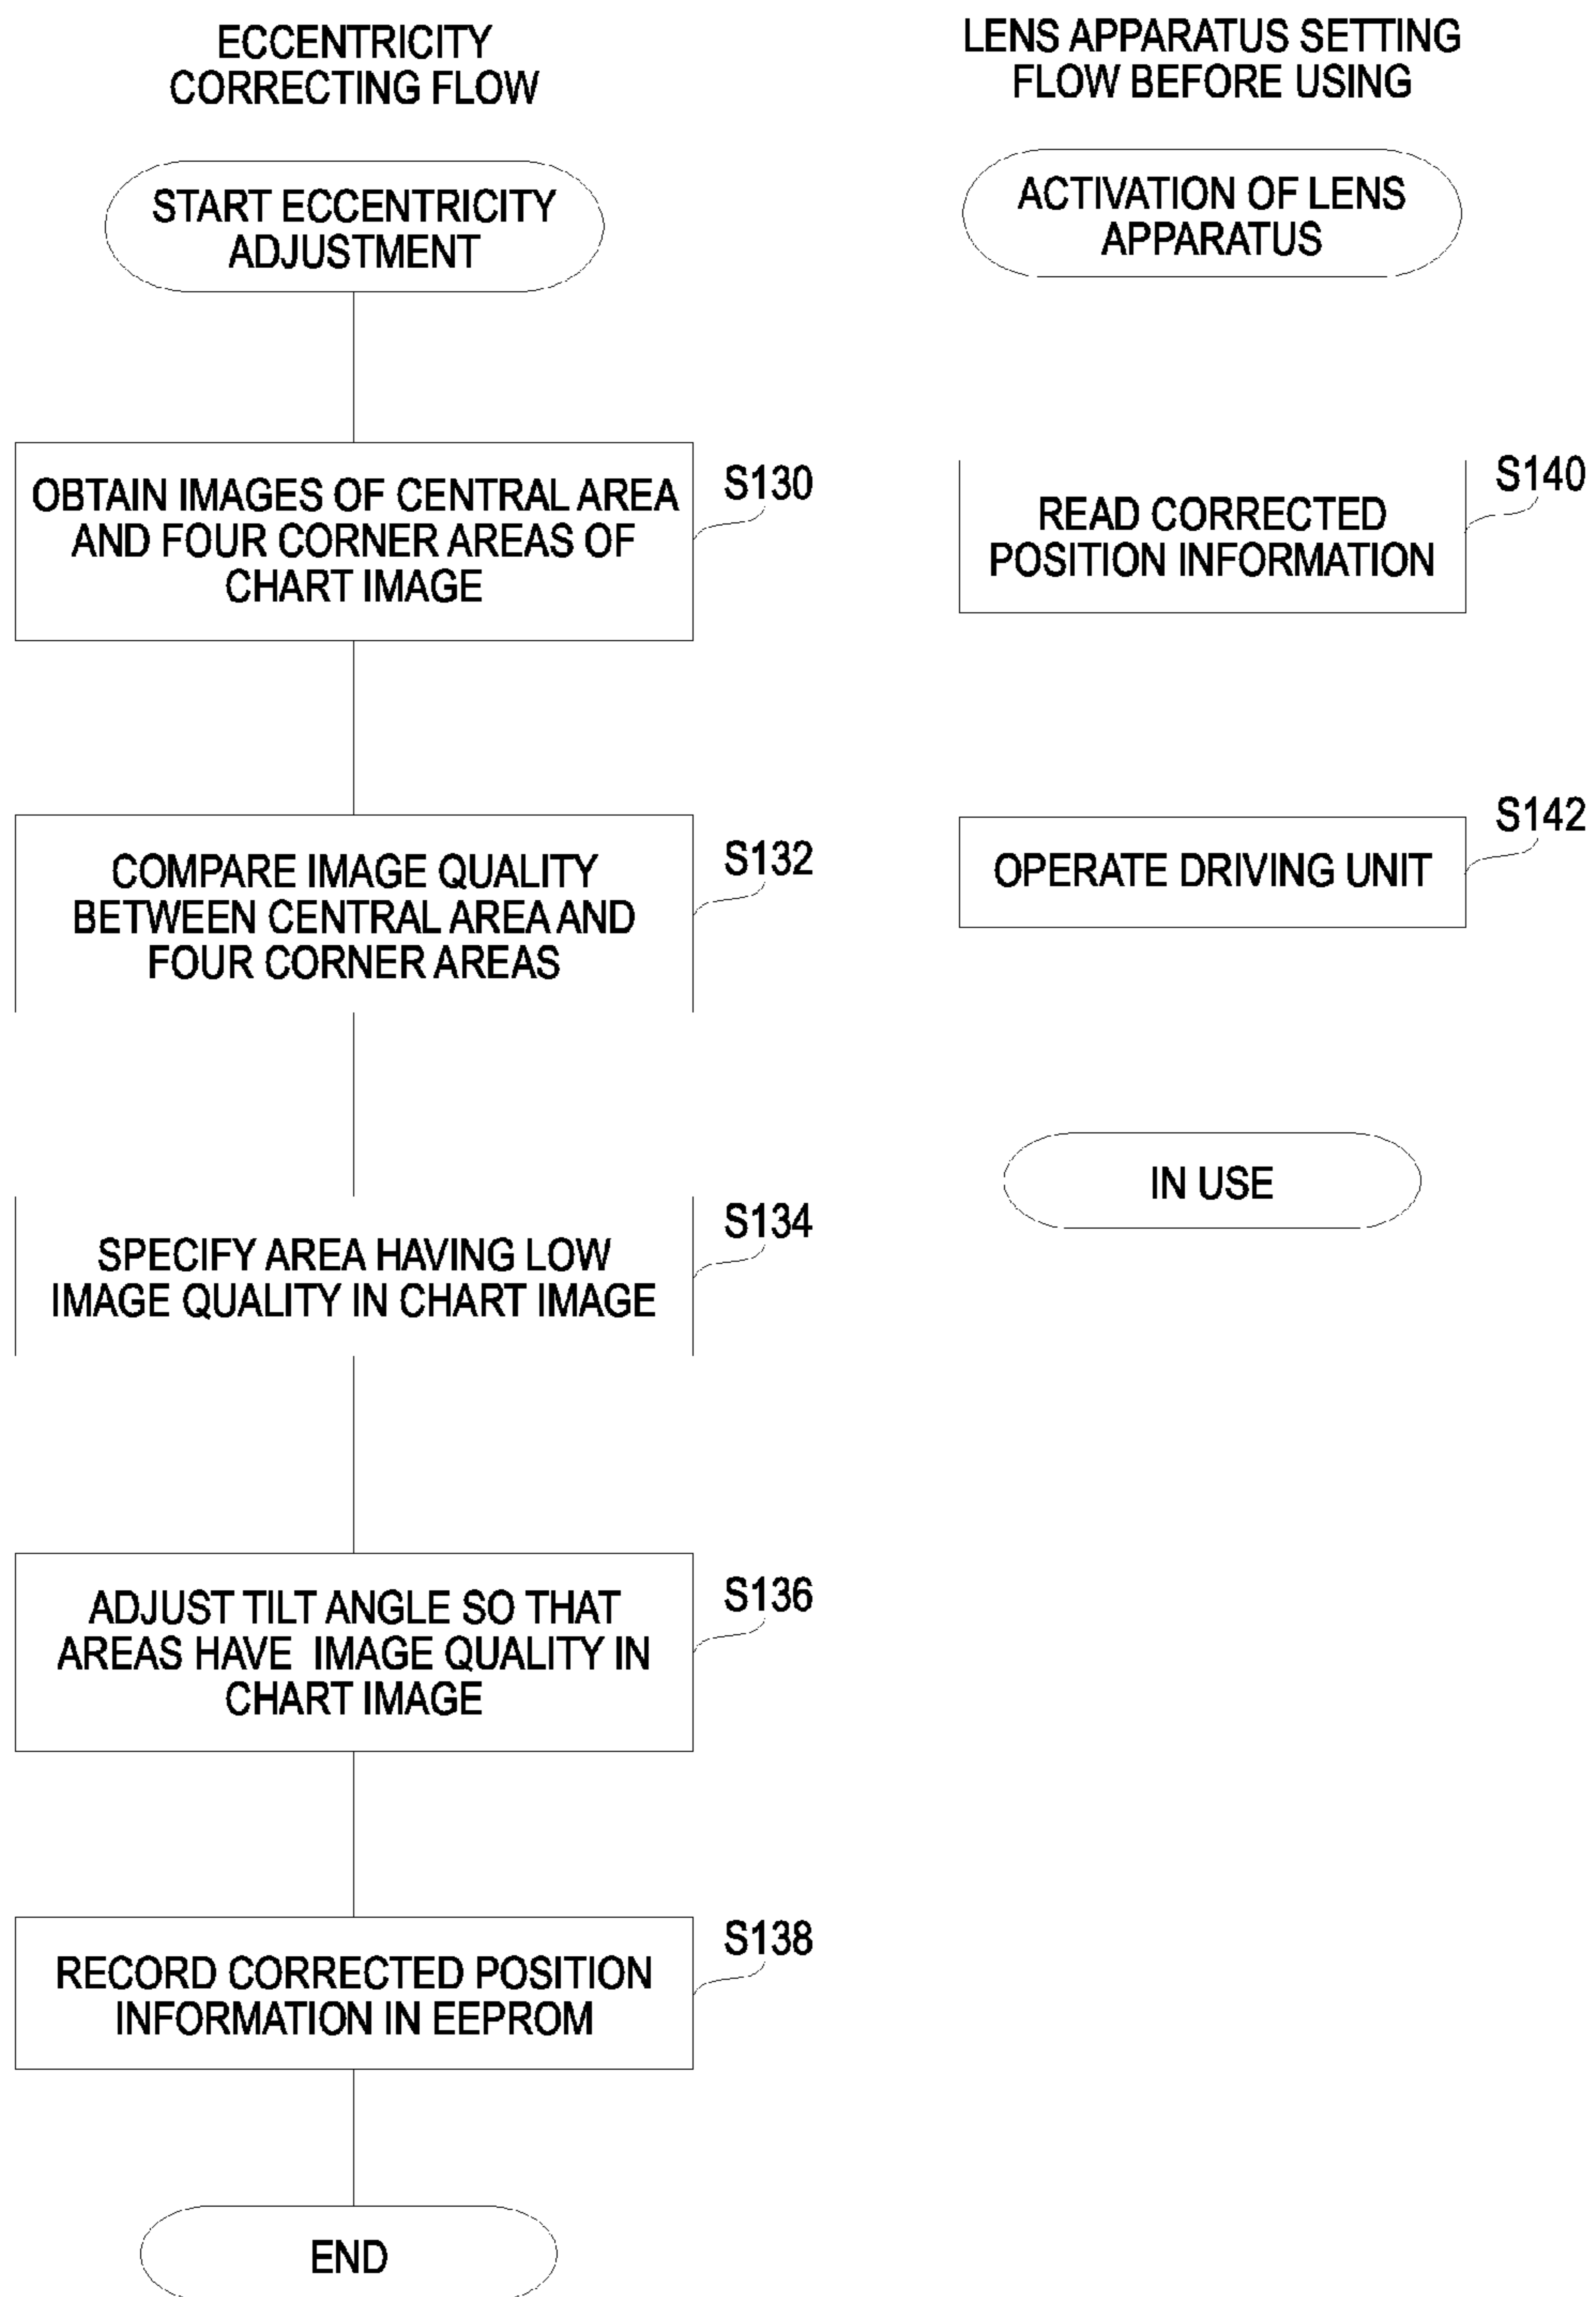 ECCENTRICITY
CORRECTING FLOW
START ECCENTRICITY
ADJUSTMENT
OBTAIN IMAGES OF CENTRAL AREA
AND FOUR CORNER AREAS OF
CHART IMAGE
S130
COMPARE IMAGE QUALITY
BETWEEN CENTRAL AREA AND
FOUR CORNER AREAS
S132
SPECIFY AREA HAVING LOW
IMAGE QUALITY IN CHART IMAGE
S134
ADJUST TILT ANGLE SO THAT
AREAS HAVE IMAGE QUALITY IN
CHART IMAGE
S136
RECORD CORRECTED POSITION
INFORMATION IN EEPROM
S138
END
LENS APPARATUS SETTING
FLOW BEFORE USING
ACTIVATION OF LENS
APPARATUS
READ CORRECTED
POSITION INFORMATION
S140
OPERATE DRIVING UNIT
S142
IN USE